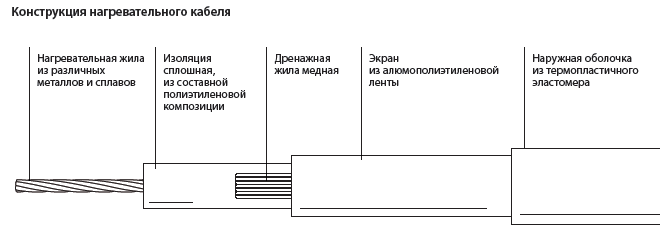 Конструкция нагревательного кабеля
Нагревательная жила
из различных
металлов и сплавов
Изоляция
сплошная,
из составной
полиэтиленовой
композиции
Дренажная
жила медная
Экран
из алюмополиэтиленовой
ленты
Наружная оболочка
из термопластичного
эластомера